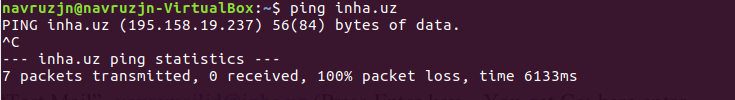 navruzjn@navruzjn-VirtualBox:~$ ping inha.uz
PING inha.uz (195.158.19.237) 56(84) bytes of data.
^C
--- inha.uz ping statistics ---
7 packets transmitted, 0 received, 100% packet loss, time 6133ms